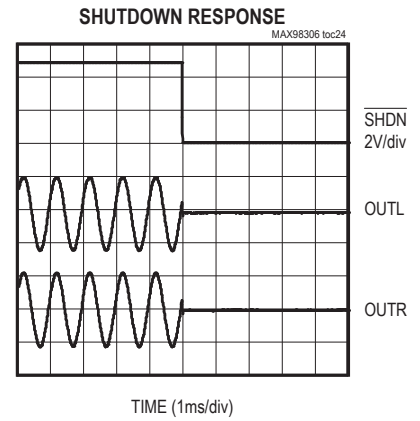 SHUTDOWN RESPONSE
MAX98306 toc24
SHDN
2V/div
OUTL
OUTR
TIME (1ms/div)